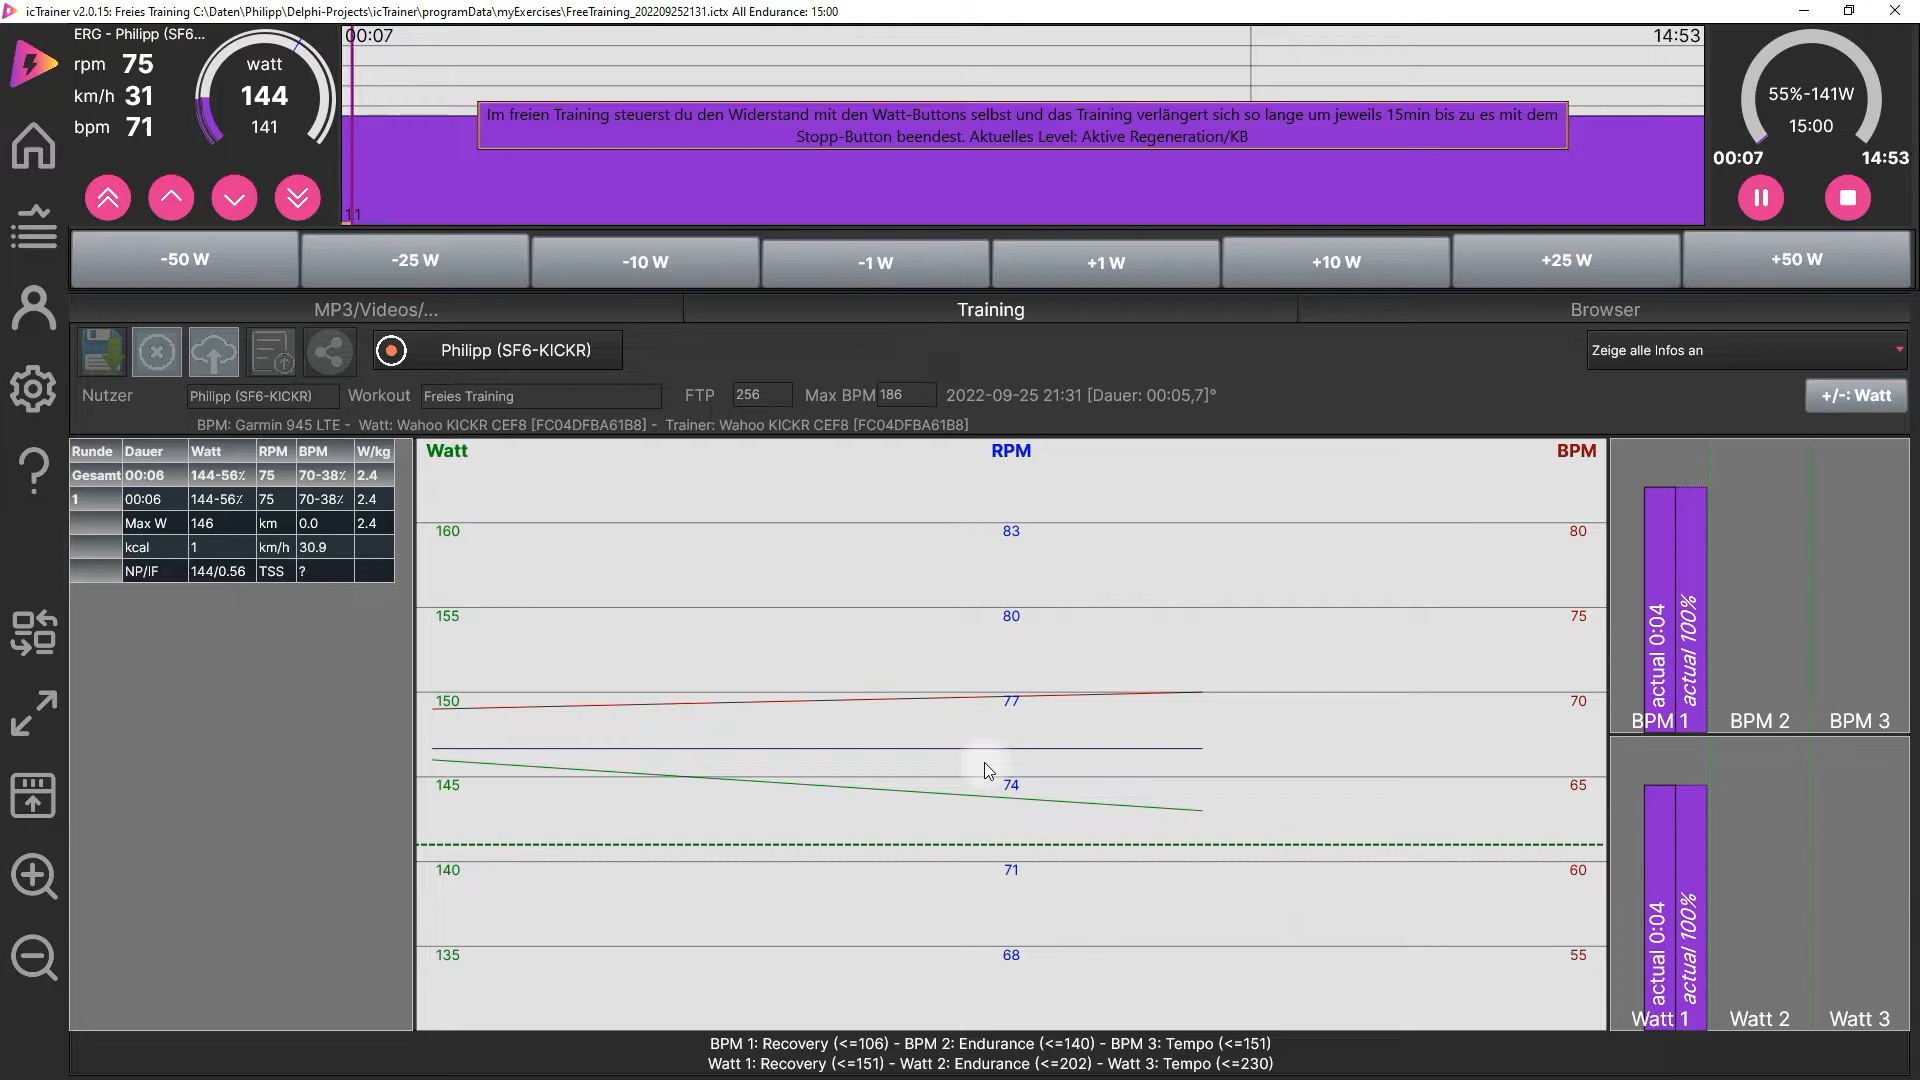 icTrainer v2.0.15: Freies Training C:\Daten\Philipp\Delphi-Projects\icTrainer\programData\myExercises\FreeTraining_202209252131.ictx All Endurance: 15:00
ERG - Philipp (SF6...
rpm 75
km/h 31
bpm 71
watt
144
141
00:07
14:53
Im freien Training steuerst du den Widerstand mit den Watt-Buttons selbst und das Training verlängert sich so lange um jeweils 15min bis zu es mit dem
Stopp-Button beendest. Aktuelles Level: Aktive Regeneration/KB
11
55%-141W
15:00
00:07 14:53
-50 W -25 W -10 W -1 W +1 W +10 W +25 W +50 W
MP3/Videos/... Training Browser
Philipp (SF6-KICKR)
Zeige alle Infos an
Nutzer Philipp (SF6-KICKR) Workout Freies Training FTP 256 Max BPM 186 2022-09-25 21:31 [Dauer: 00:05,7]°
+/-: Watt
BPM: Garmin 945 LTE - Watt: Wahoo KICKR CEF8 [FC04DFBA61B8] - Trainer: Wahoo KICKR CEF8 [FC04DFBA61B8]
Runde Dauer Watt RPM BPM W/kg
Gesamt 00:06 144-56% 75 70-38% 2.4
1 00:06 144-56% 75 70-38% 2.4
Max W 146 km 0.0 2.4
kcal 1 km/h 30.9
NP/IF 144/0.56 TSS ?
Watt RPM BPM
160 83 80
155 80 75
150 77 70
145 74 65
140 71 60
135 68 55
actual 0:04
actual 100%
BPM 1 BPM 2 BPM 3
actual 0:04
actual 100%
Watt 1 Watt 2 Watt 3
BPM 1: Recovery (<=106) - BPM 2: Endurance (<=140) - BPM 3: Tempo (<=151)
Watt 1: Recovery (<=151) - Watt 2: Endurance (<=202) - Watt 3: Tempo (<=230)